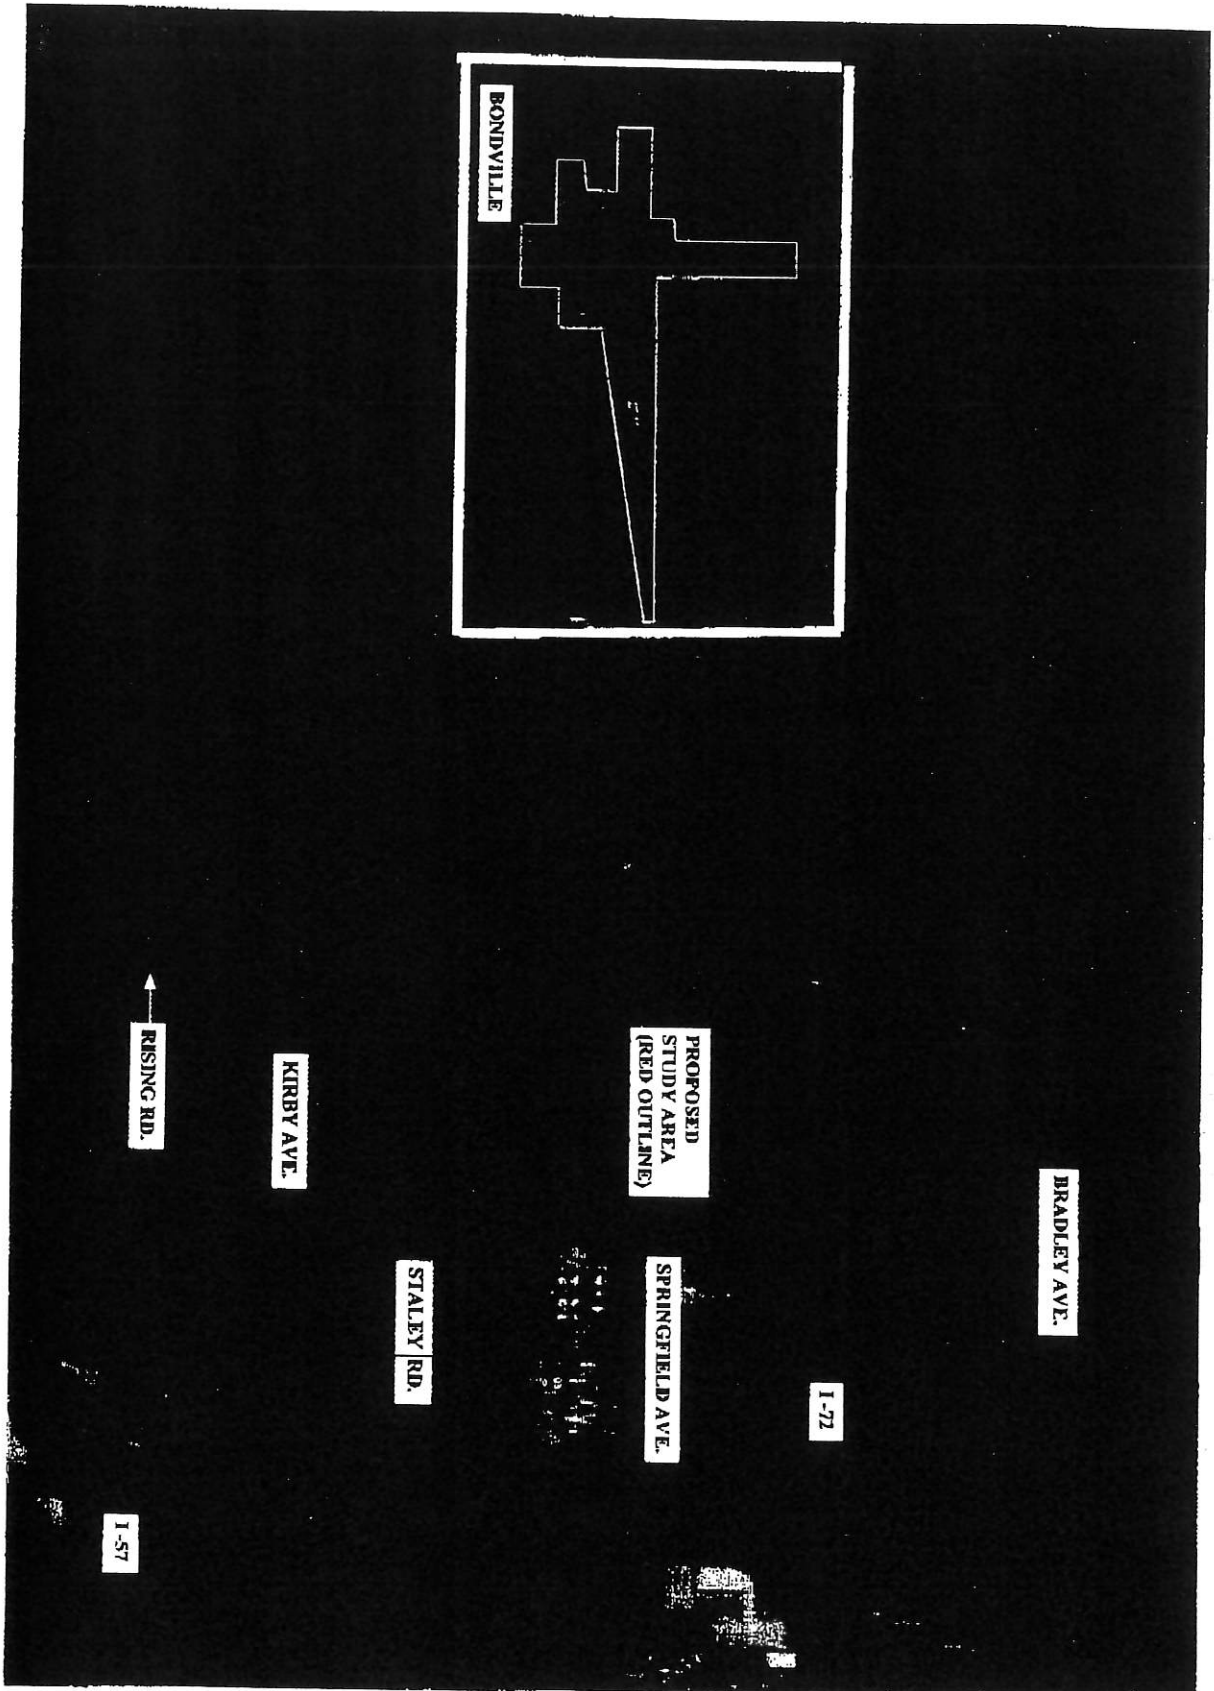 BRADLEY AVE.
I-72
PROPOSED
STUDY AREA
(RED OUTLINE)
SPRINGFIELD AVE.
BONDVILLE
STALEY RD.
KIRBY AVE.
RISING RD.
I-57